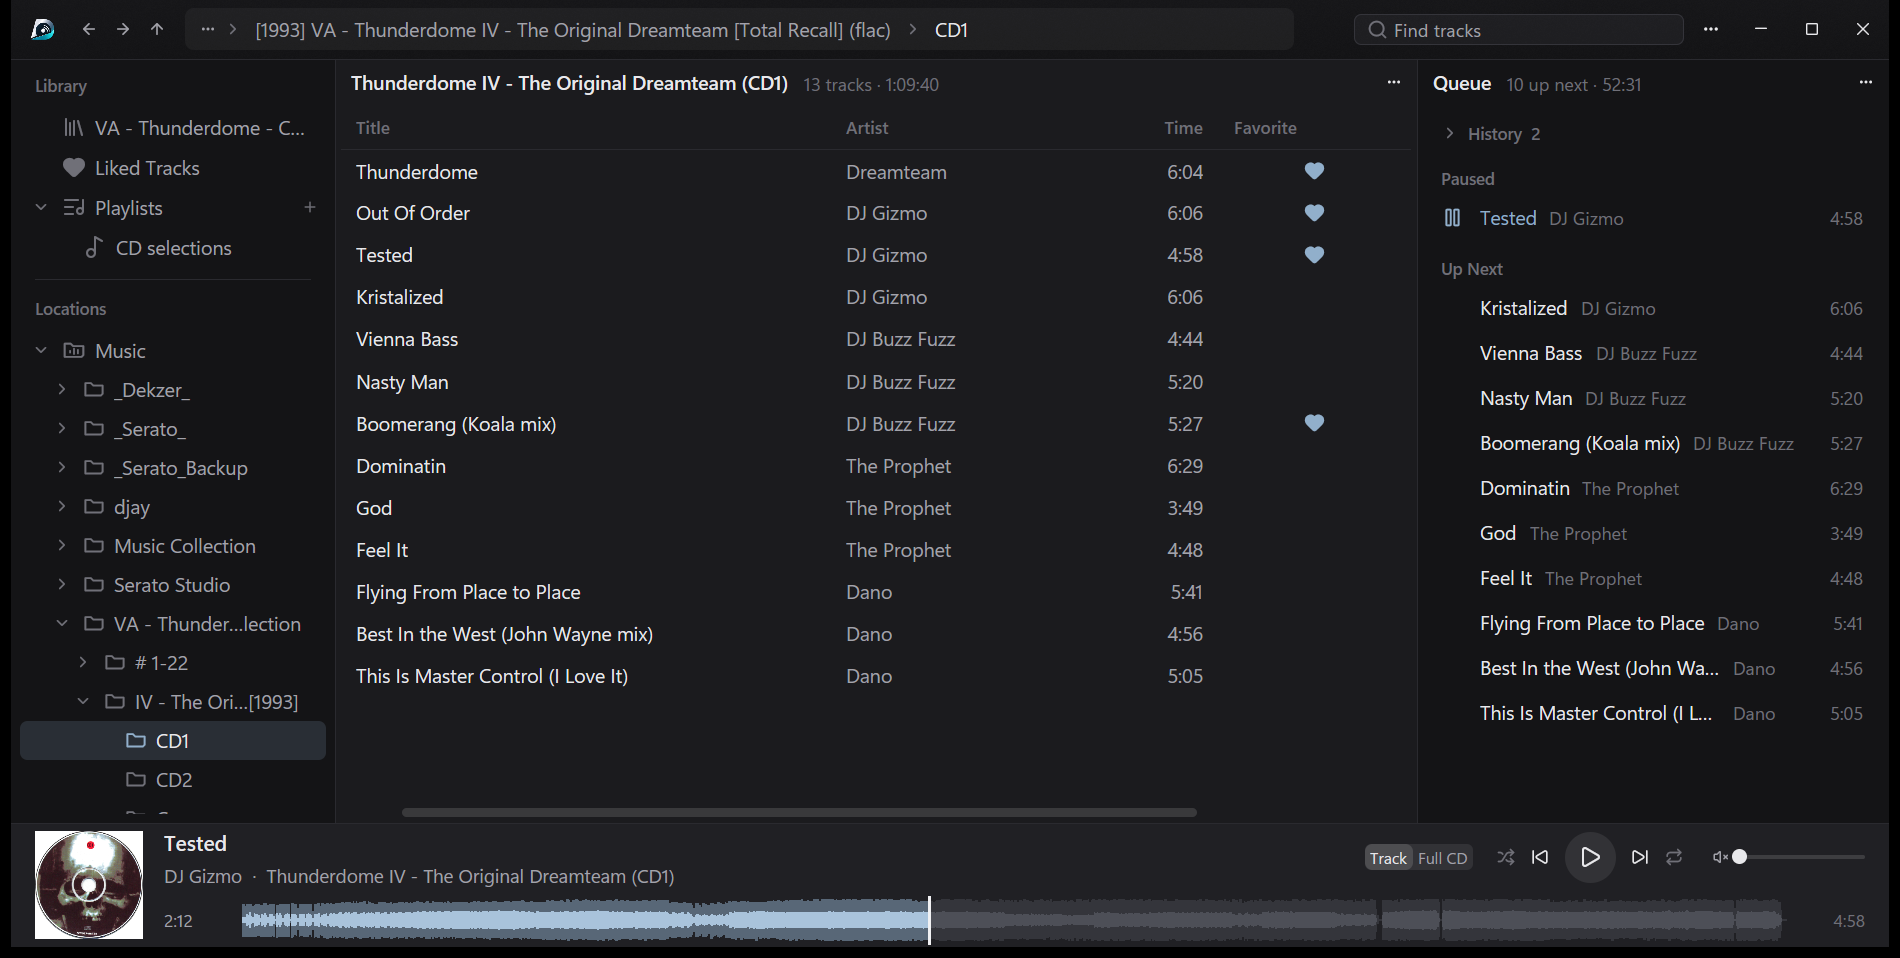 [1993] VA - Thunderdome IV - The Original Dreamteam [Total Recall] (flac) CD1
Find tracks
Library
VA - Thunderdome - C...
Liked Tracks
Playlists
CD selections
Locations
Music
_Dekzer_
_Serato_
_Serato_Backup
djay
Music Collection
Serato Studio
VA - Thunder...lection
# 1-22
IV - The Ori...[1993]
CD1
CD2
Thunderdome IV - The Original Dreamteam (CD1) 13 tracks · 1:09:40
Title Artist Time Favorite
Thunderdome Dreamteam 6:04
Out Of Order DJ Gizmo 6:06
Tested DJ Gizmo 4:58
Kristalized DJ Gizmo 6:06
Vienna Bass DJ Buzz Fuzz 4:44
Nasty Man DJ Buzz Fuzz 5:20
Boomerang (Koala mix) DJ Buzz Fuzz 5:27
Dominatin The Prophet 6:29
God The Prophet 3:49
Feel It The Prophet 4:48
Flying From Place to Place Dano 5:41
Best In the West (John Wayne mix) Dano 4:56
This Is Master Control (I Love It) Dano 5:05
Queue 10 up next · 52:31
History 2
Paused
Tested DJ Gizmo 4:58
Up Next
Kristalized DJ Gizmo 6:06
Vienna Bass DJ Buzz Fuzz 4:44
Nasty Man DJ Buzz Fuzz 5:20
Boomerang (Koala mix) DJ Buzz Fuzz 5:27
Dominatin The Prophet 6:29
God The Prophet 3:49
Feel It The Prophet 4:48
Flying From Place to Place Dano 5:41
Best In the West (John Wa... Dano 4:56
This Is Master Control (I L... Dano 5:05
Tested
DJ Gizmo · Thunderdome IV - The Original Dreamteam (CD1)
Track Full CD
2:12
4:58